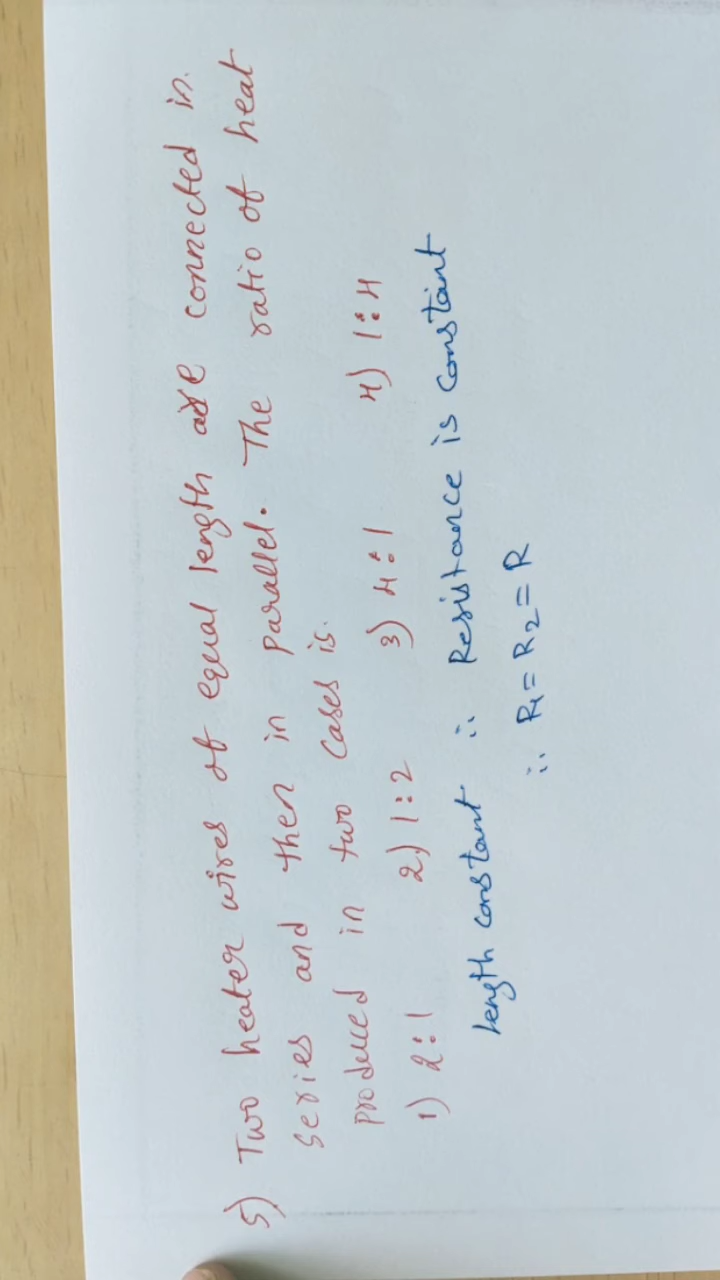 5) Two heater wires of equal length are connected in
series and then in parallel. The ratio of heat
produced in two cases is.
1) 2:1 2) 1:2 3) 4:1 4) 1:4
length constant ∴ Resistance is constant
∴ R₁ = R₂ = R